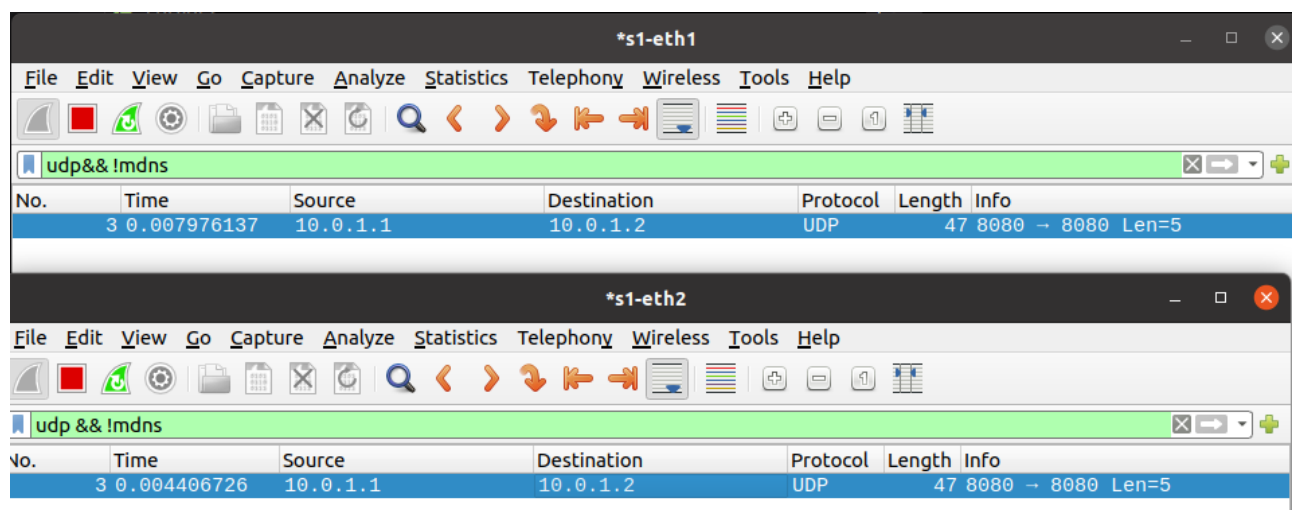 *s1-eth1
File Edit View Go Capture Analyze Statistics Telephony Wireless Tools Help
udp&& !mdns
No. Time Source Destination Protocol Length Info
3 0.007976137 10.0.1.1 10.0.1.2 UDP 47 8080 → 8080 Len=5
*s1-eth2
File Edit View Go Capture Analyze Statistics Telephony Wireless Tools Help
udp && !mdns
No. Time Source Destination Protocol Length Info
3 0.004406726 10.0.1.1 10.0.1.2 UDP 47 8080 → 8080 Len=5